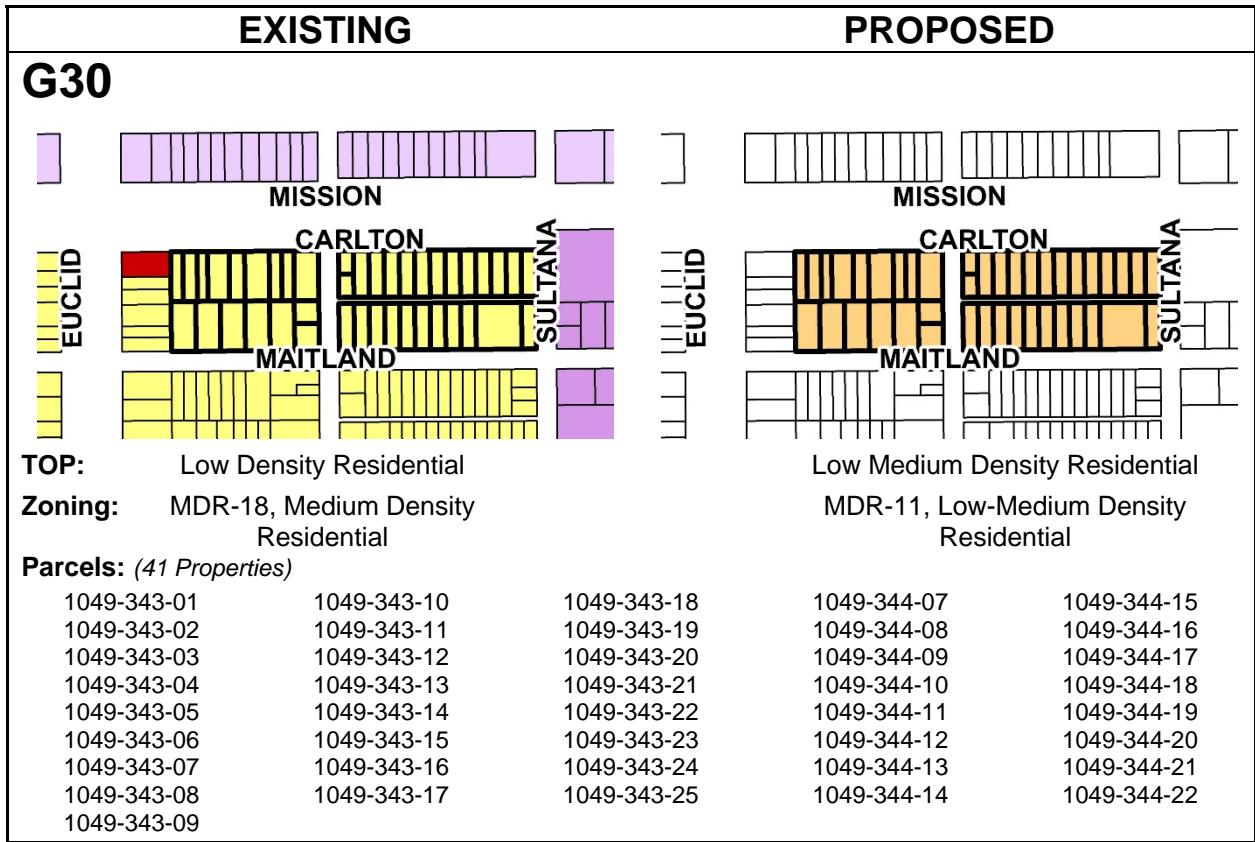 EXISTING PROPOSED
G30
MISSION MISSION
CARLTON CARLTON
EUCLID SULTANA EUCLID SULTANA
MAITLAND MAITLAND
TOP: Low Density Residential Low Medium Density Residential
Zoning: MDR-18, Medium Density MDR-11, Low-Medium Density
Residential Residential
Parcels: (41 Properties)
1049-343-01 1049-343-10 1049-343-18 1049-344-07 1049-344-15
1049-343-02 1049-343-11 1049-343-19 1049-344-08 1049-344-16
1049-343-03 1049-343-12 1049-343-20 1049-344-09 1049-344-17
1049-343-04 1049-343-13 1049-343-21 1049-344-10 1049-344-18
1049-343-05 1049-343-14 1049-343-22 1049-344-11 1049-344-19
1049-343-06 1049-343-15 1049-343-23 1049-344-12 1049-344-20
1049-343-07 1049-343-16 1049-343-24 1049-344-13 1049-344-21
1049-343-08 1049-343-17 1049-343-25 1049-344-14 1049-344-22
1049-343-09